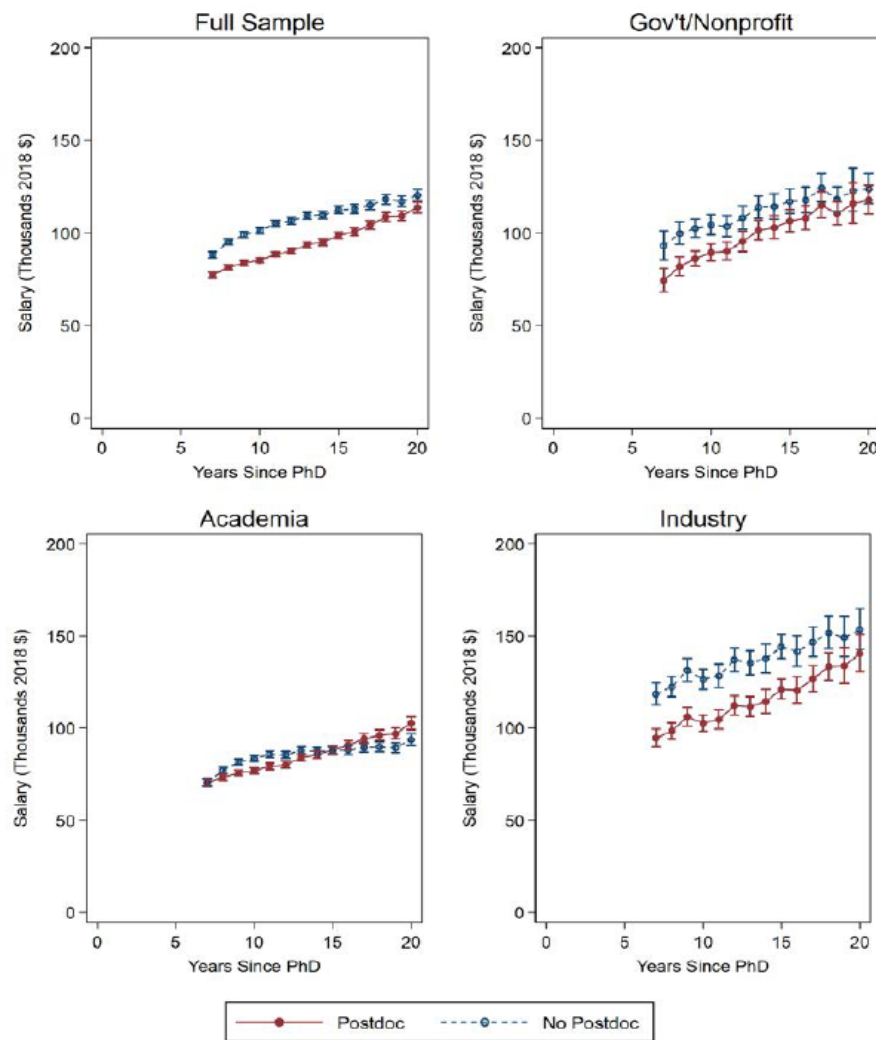 Full Sample
200
150
100
50
0
Salary (Thousands 2018 $)
0 5 10 15 20
Years Since PhD
Gov't/Nonprofit
200
150
100
50
0
Salary (Thousands 2018 $)
0 5 10 15 20
Years Since PhD
Academia
200
150
100
50
0
Salary (Thousands 2018 $)
0 5 10 15 20
Years Since PhD
Industry
200
150
100
50
0
Salary (Thousands 2018 $)
0 5 10 15 20
Years Since PhD
Postdoc No Postdoc